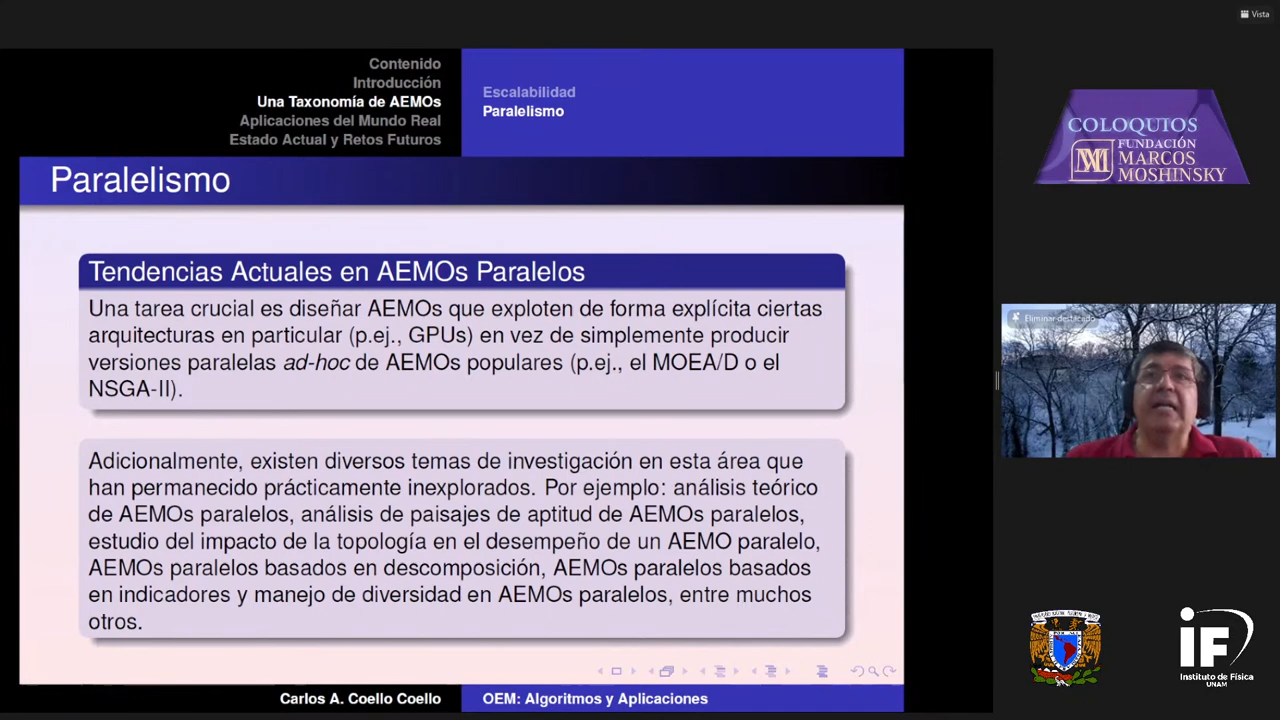 Vista
Contenido
Introducción
Una Taxonomía de AEMOs
Aplicaciones del Mundo Real
Estado Actual y Retos Futuros
Escalabilidad
Paralelismo
Paralelismo
Tendencias Actuales en AEMOs Paralelos
Una tarea crucial es diseñar AEMOs que exploten de forma explícita ciertas
arquitecturas en particular (p.ej., GPUs) en vez de simplemente producir
versiones paralelas ad-hoc de AEMOs populares (p.ej., el MOEA/D o el
NSGA-II).
Adicionalmente, existen diversos temas de investigación en esta área que
han permanecido prácticamente inexplorados. Por ejemplo: análisis teórico
de AEMOs paralelos, análisis de paisajes de aptitud de AEMOs paralelos,
estudio del impacto de la topología en el desempeño de un AEMO paralelo,
AEMOs paralelos basados en descomposición, AEMOs paralelos basados
en indicadores y manejo de diversidad en AEMOs paralelos, entre muchos
otros.
Carlos A. Coello Coello
OEM: Algoritmos y Aplicaciones
COLOQUIOS
FUNDACIÓN
MARCOS
MOSHINSKY
Eliminar destacado
iF
Instituto de Física
UNAM